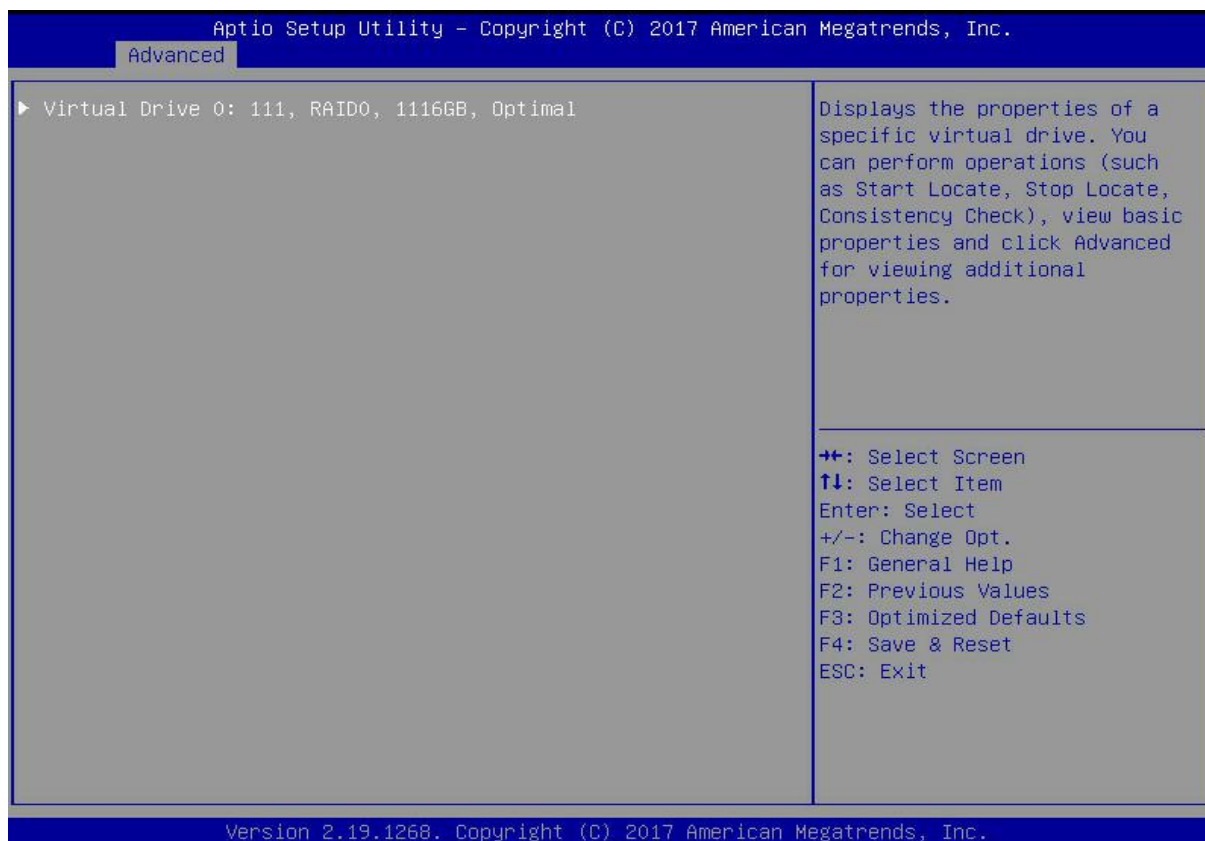 Aptio Setup Utility – Copyright (C) 2017 American Megatrends, Inc.
Advanced
▶ Virtual Drive 0: 111, RAID0, 1116GB, Optimal
Displays the properties of a
specific virtual drive. You
can perform operations (such
as Start Locate, Stop Locate,
Consistency Check), view basic
properties and click Advanced
for viewing additional
properties.
→←: Select Screen
↑↓: Select Item
Enter: Select
+/-: Change Opt.
F1: General Help
F2: Previous Values
F3: Optimized Defaults
F4: Save & Reset
ESC: Exit
Version 2.19.1268. Copyright (C) 2017 American Megatrends, Inc.